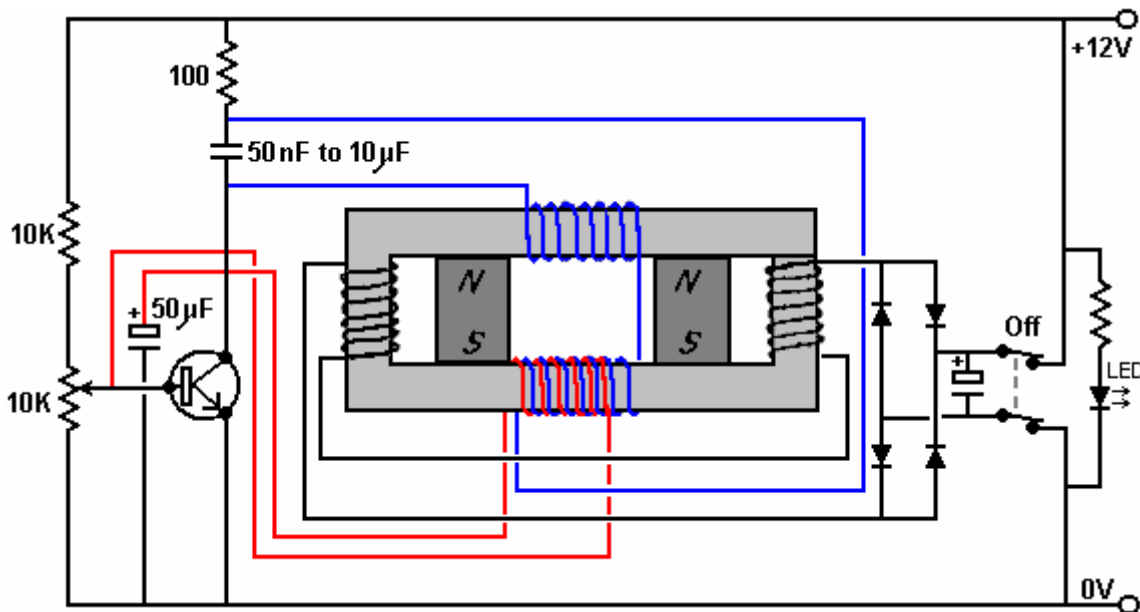 +12V
100
50nF to 10µF
10K
N
N
50µF
+
+
Off
S
S
10K
LED
0V